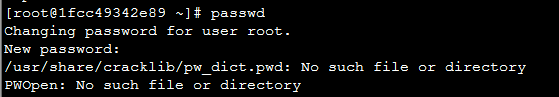 [root@1fcc49342e89 ~]# passwd
Changing password for user root.
New password:
/usr/share/cracklib/pw_dict.pwd: No such file or directory
PWOpen: No such file or directory